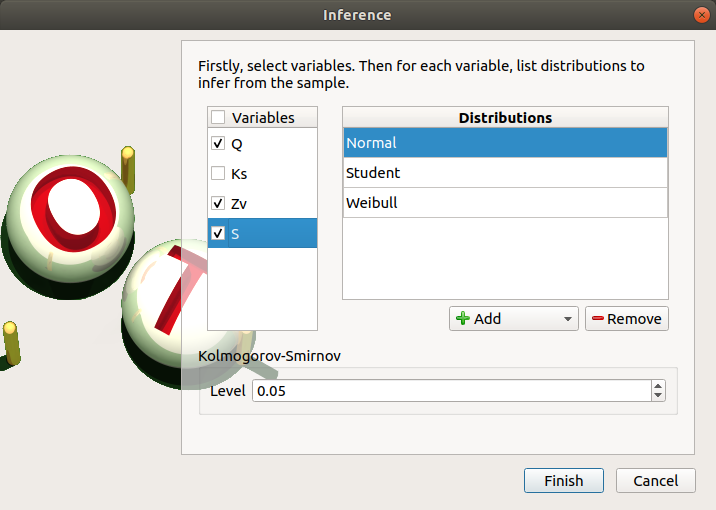 Inference
Firstly, select variables. Then for each variable, list distributions to
infer from the sample.
Variables
Q
Ks
Zv
S
Distributions
Normal
Student
Weibull
Add
Remove
Kolmogorov-Smirnov
Level 0.05
Finish
Cancel